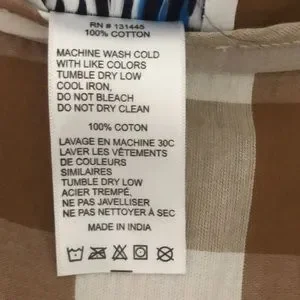 RN # 131445
100% COTTON
MACHINE WASH COLD
WITH LIKE COLORS
TUMBLE DRY LOW
COOL IRON,
DO NOT BLEACH
DO NOT DRY CLEAN
100% COTON
LAVAGE EN MACHINE 30C
LAVER LES VÊTEMENTS
DE COULEURS
SIMILAIRES
TUMBLE DRY LOW
ACIER TREMPÉ,
NE PAS JAVELLISER
NE PAS NETTOYER À SEC
MADE IN INDIA